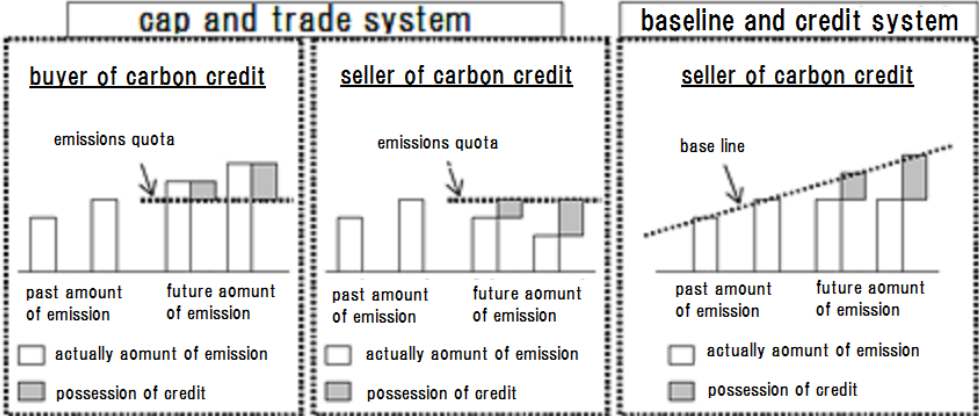 cap and trade system
baseline and credit system
buyer of carbon credit
emissions quota
past amount
of emission
future aomunt
of emission
actually aomunt of emission
possession of credit
seller of carbon credit
emissions quota
past amount
of emission
future aomunt
of emission
actually aomunt of emission
possession of credit
seller of carbon credit
base line
past amount
of emission
future aomunt
of emission
actually aomunt of emission
possession of credit